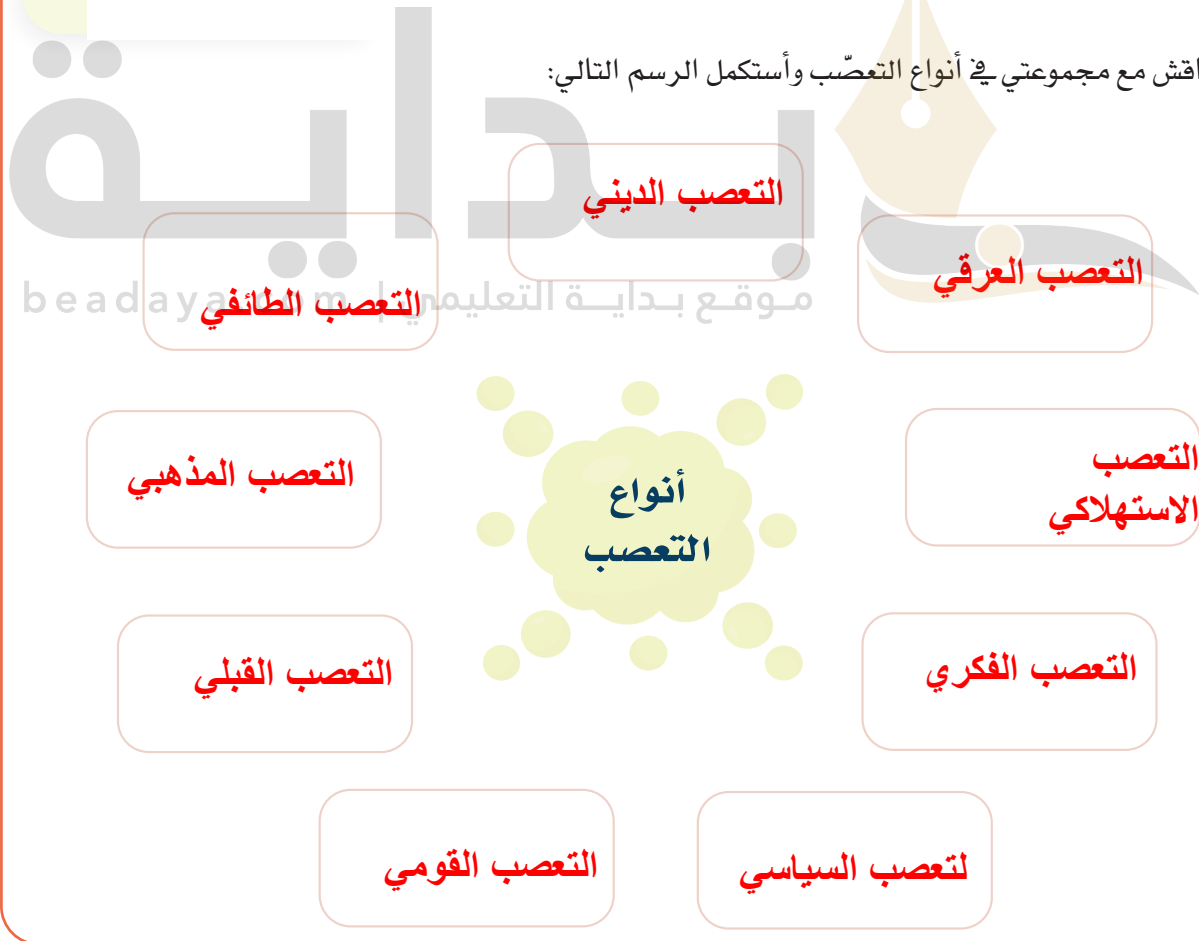 اقش مع مجموعتي في أنواع التعصّب وأستكمل الرسم التالي:
بداية
موقع بداية التعليمي |
beadaya
التعصب الديني
التعصب العرقي
التعصب الطائفي
التعصب
الاستهلاكي
التعصب المذهبي
أنواع
التعصب
التعصب الفكري
التعصب القبلي
لتعصب السياسي
التعصب القومي